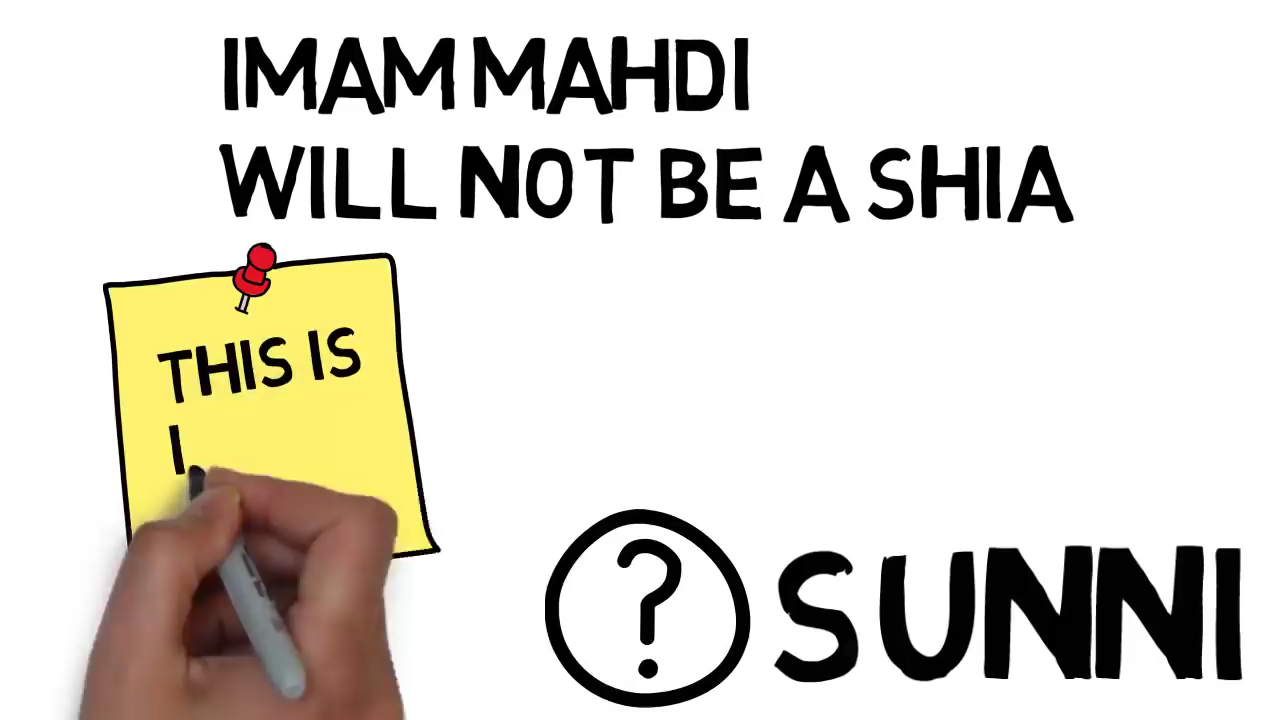 IMAM MAHDI
WILL NOT BE A SHIA
THIS IS
I
? SUNNI